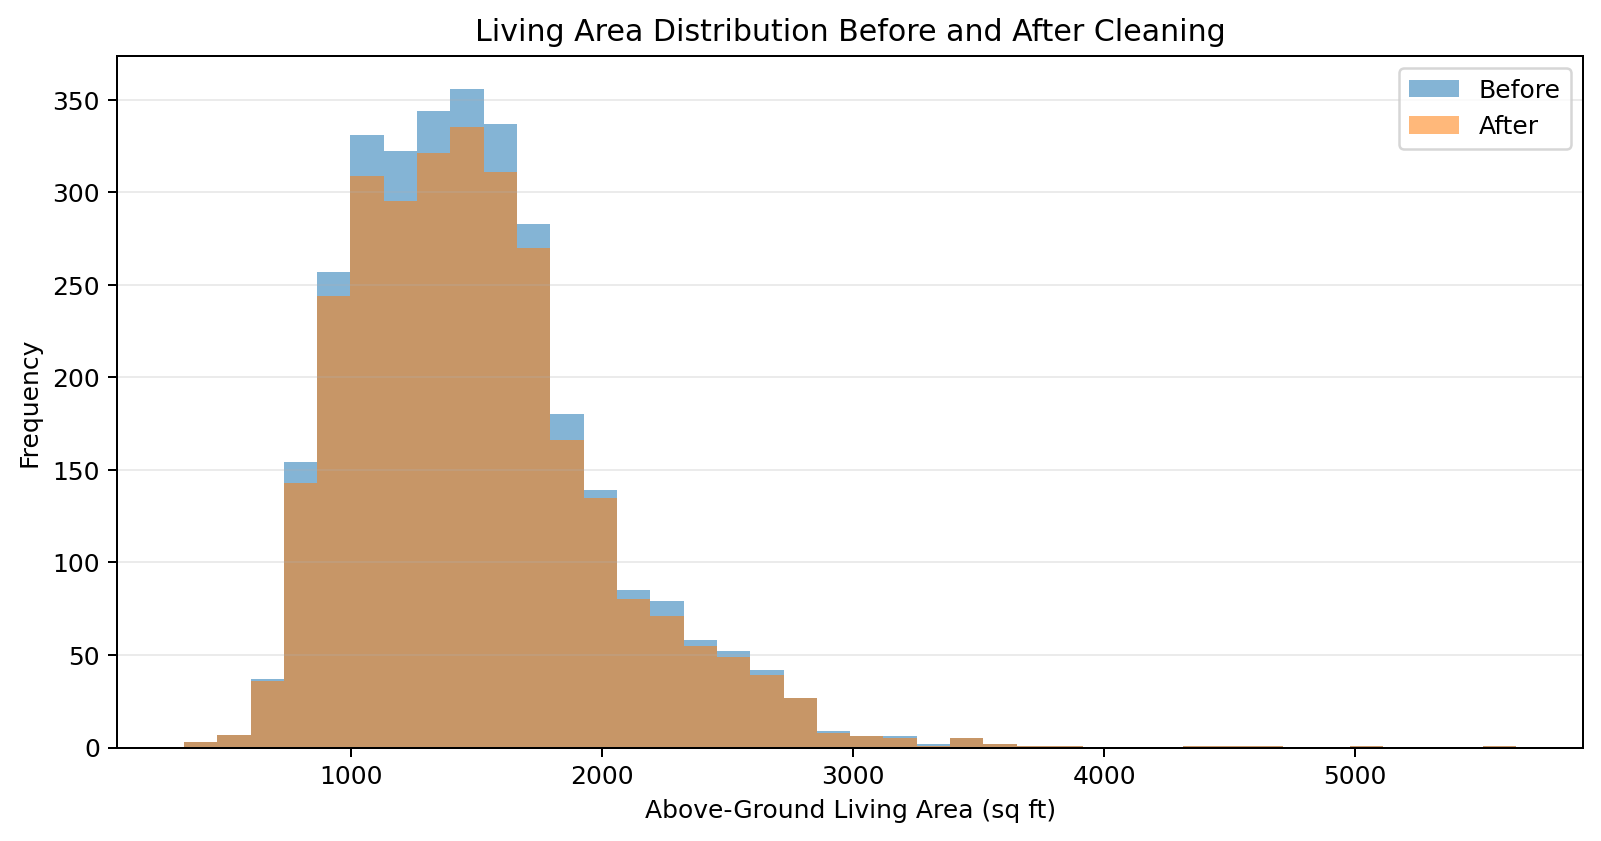 Living Area Distribution Before and After Cleaning
Before
After
350
300
250
200
150
100
50
0
Frequency
1000 2000 3000 4000 5000
Above-Ground Living Area (sq ft)